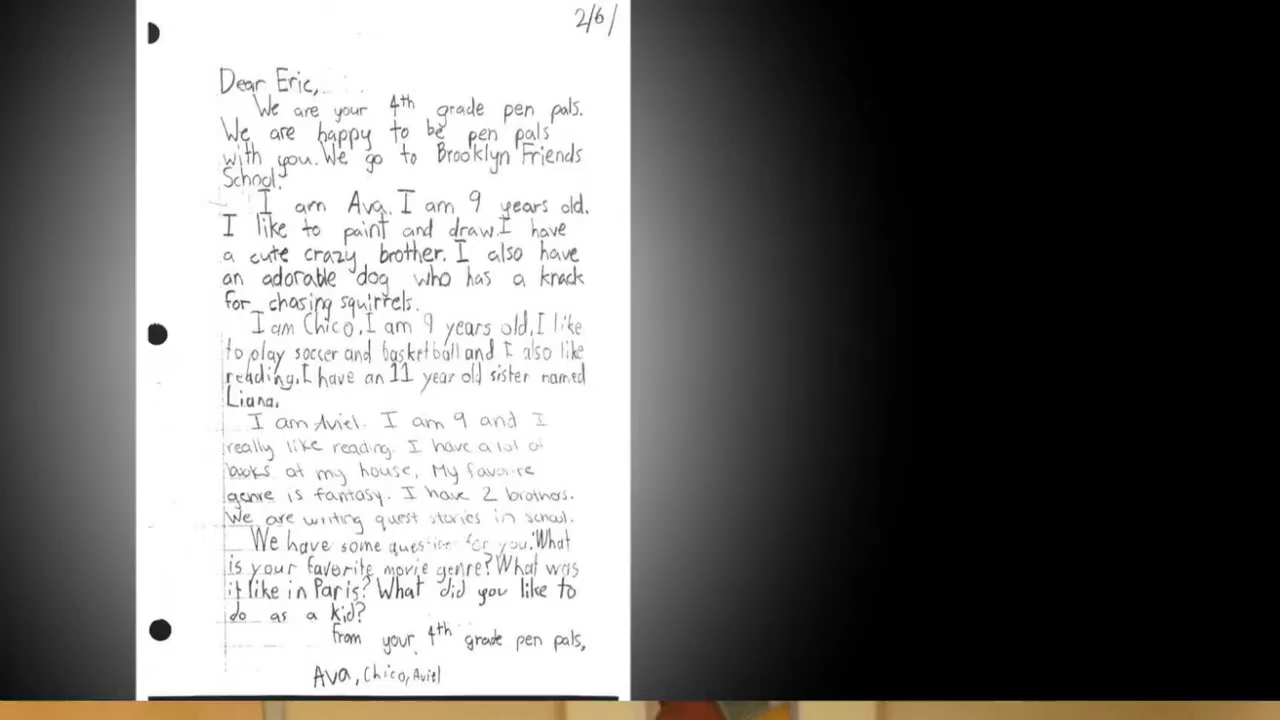 2/6/
Dear Eric,
We are your 4th grade pen pals.
We are happy to be pen pals
with you. We go to Brooklyn Friends
School.
I am Ava. I am 9 years old.
I like to paint and draw. I have
a cute crazy brother. I also have
an adorable dog who has a knack
for chasing squirrels.
I am Chico, I am 9 years old, I like
to play soccer and basketball and I also like
reading. I have an 11 year old sister named
Liana.
I am Aviel. I am 9 and I
really like reading. I have a lot of
books at my house. My favorite
genre is fantasy. I have 2 brothers.
We are writing quest stories in school.
We have some questions for you. What
is your favorite movie genre? What was
it like in Paris? What did you like to
do as a kid?
from your 4th grade pen pals,
Ava, Chico, Aviel